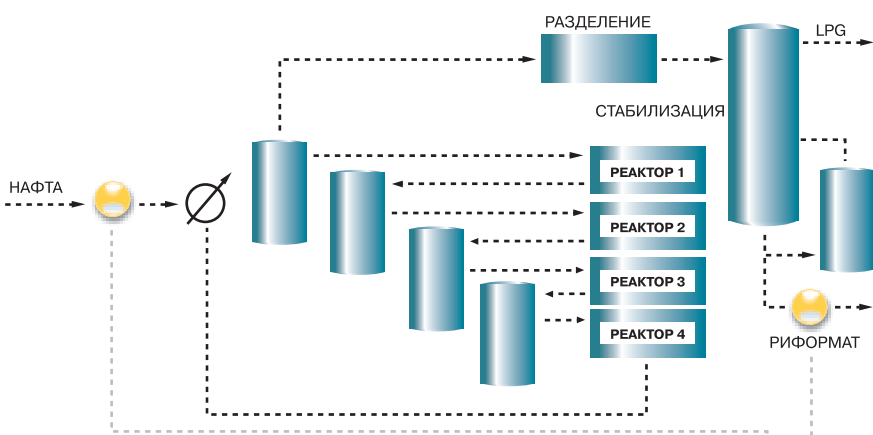 РАЗДЕЛЕНИЕ
LPG
СТАБИЛИЗАЦИЯ
НАФТА
РЕАКТОР 1
РЕАКТОР 2
РЕАКТОР 3
РЕАКТОР 4
РИФОРМАТ